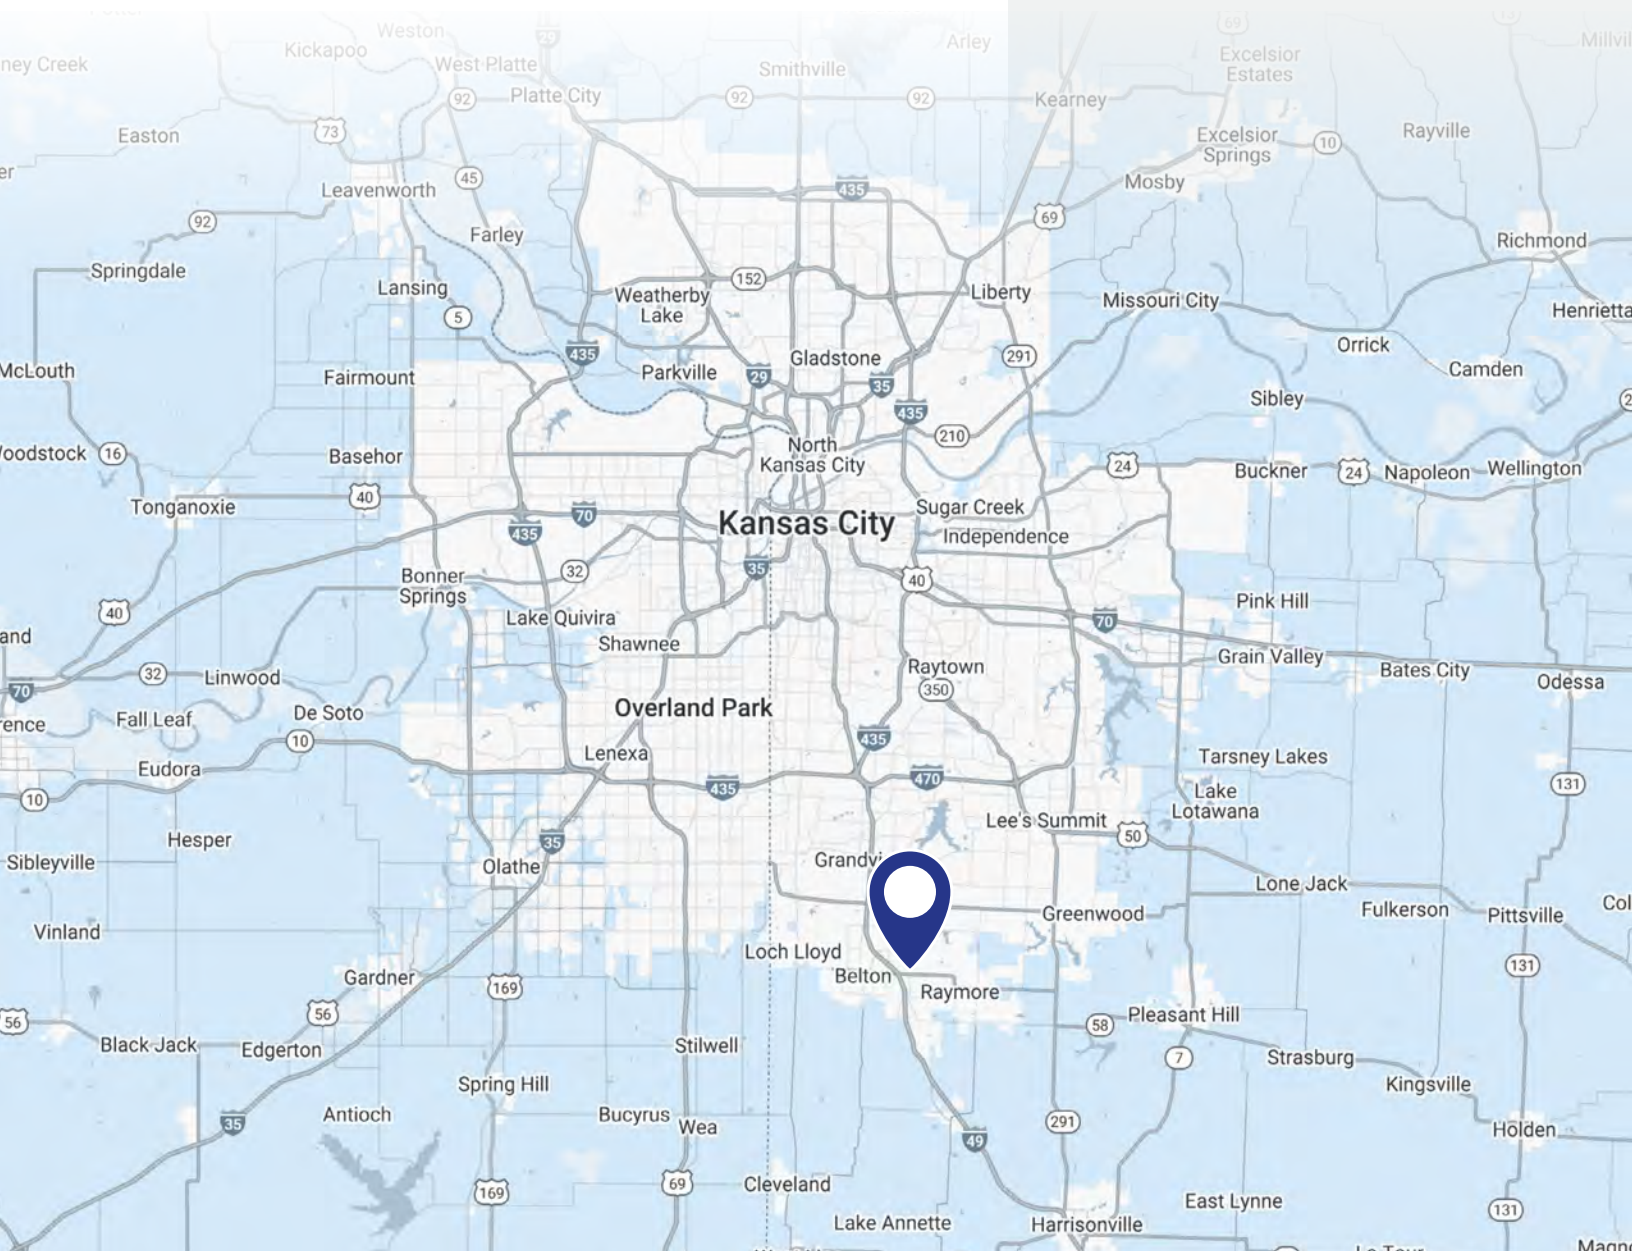 Weston
Kickapoo
29
69
Arley
ney Creek
West Platte
Smithville
Excelsior
Estates
92
Platte City
92
92
Kearney
73
Easton
Excelsior
Springs
10
Rayville
45
Leavenworth
435
Mosby
92
69
Farley
Richmond
Springdale
152
Lansing
Weatherby
Lake
Liberty
Missouri City
Henrietta
5
435
Gladstone
291
Orrick
McLouth
Fairmount
Parkville
29
35
Camden
435
Sibley
210
North
Kansas City
16
Basehor
24
Buckner
24
Napoleon
Wellington
40
Tonganoxie
70
Sugar Creek
435
Kansas City
Independence
35
32
40
Bonner
Springs
Pink Hill
40
Lake Quivira
70
Shawnee
Grain Valley
Raytown
Bates City
32
Linwood
350
Odessa
70
Overland Park
Fall Leaf
De Soto
10
435
Lenexa
Tarsney Lakes
Eudora
435
470
131
10
Lake
Lotawana
Lee's Summit
50
Hesper
35
Sibleyville
Olathe
Lone Jack
Greenwood
Fulkerson
Pittsville
Vinland
Loch Lloyd
131
Gardner
Belton
169
Raymore
56
56
Pleasant Hill
58
Black Jack
Edgerton
Stilwell
7
Strasburg
Spring Hill
Kingsville
Antioch
Bucyrus
35
Wea
291
Holden
49
169
69
Cleveland
East Lynne
131
Lake Annette
Harrisonville